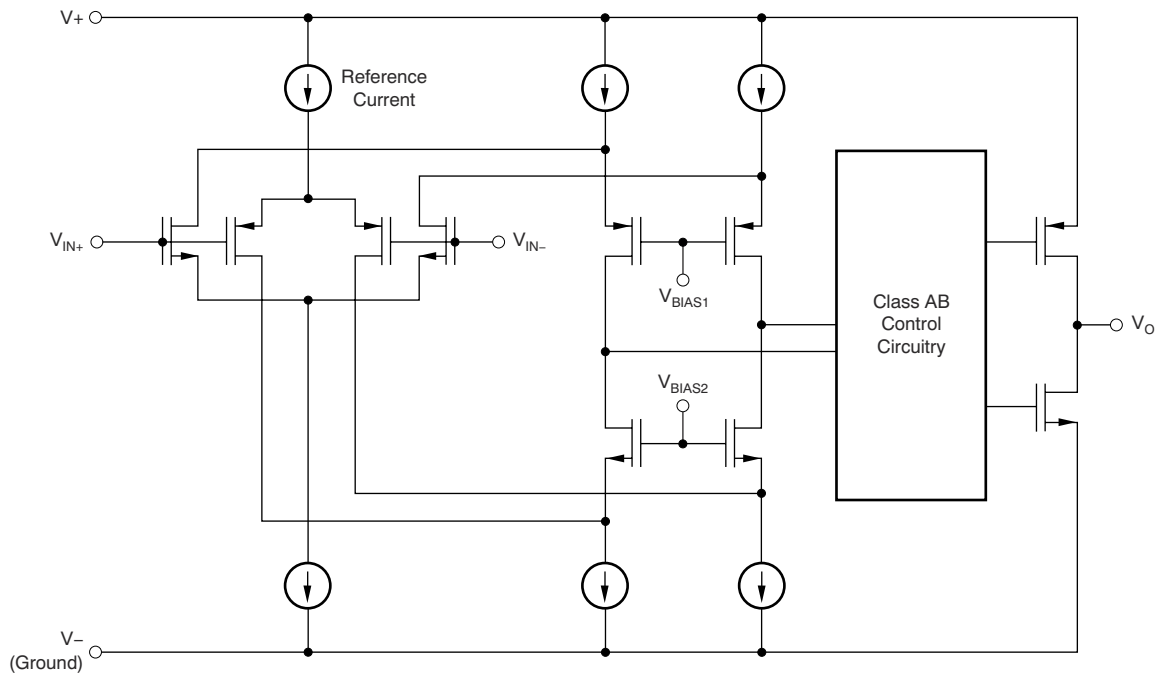 V+
Reference
Current
V_IN+
V_IN−
V_BIAS1
V_BIAS2
Class AB
Control
Circuitry
V_O
V−
(Ground)